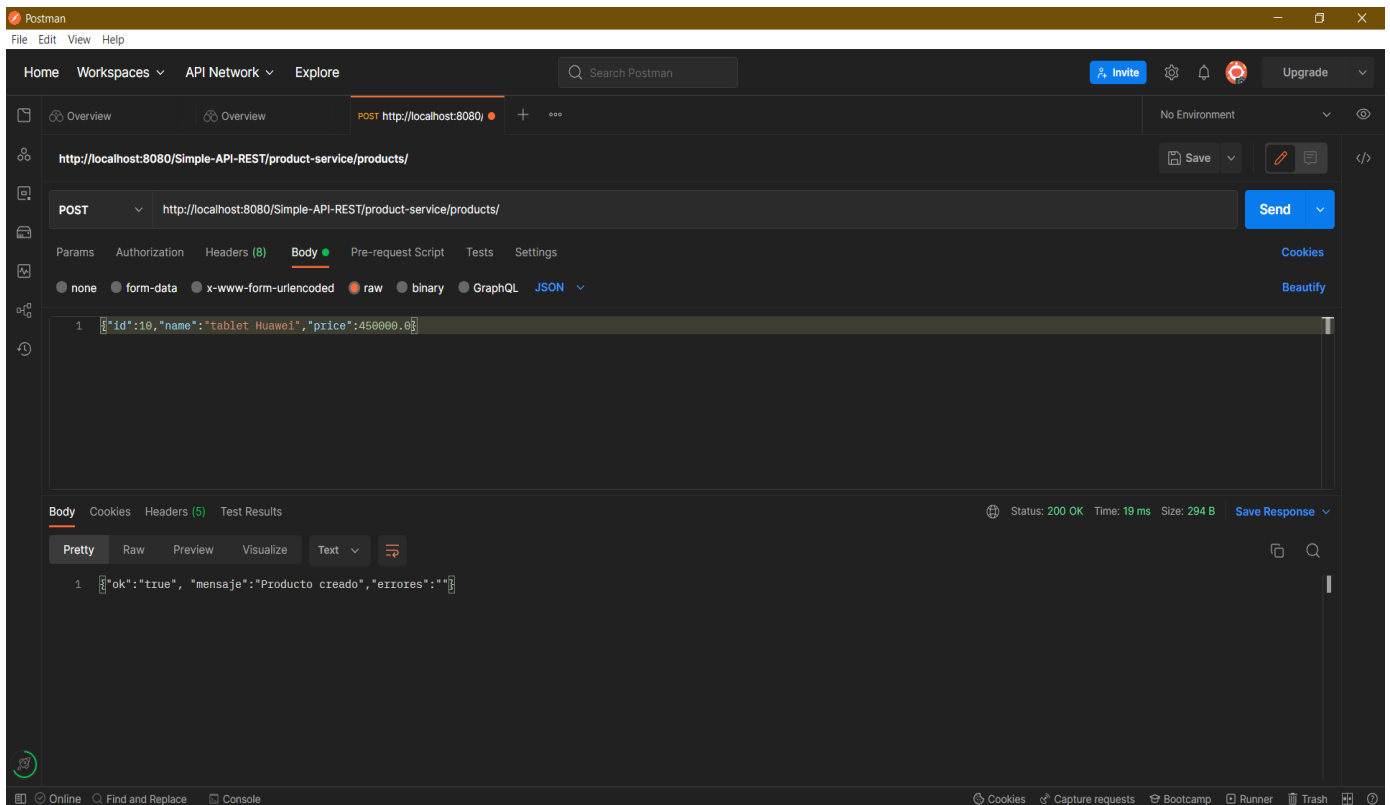 Postman
File Edit View Help
Home Workspaces API Network Explore Search Postman Invite Upgrade
Overview Overview POST http://localhost:8080/ No Environment
http://localhost:8080/Simple-API-REST/product-service/products/ Save
POST http://localhost:8080/Simple-API-REST/product-service/products/ Send
Params Authorization Headers (8) Body Pre-request Script Tests Settings Cookies
none form-data x-www-form-urlencoded raw binary GraphQL JSON Beautify
1 {"id":10,"name":"tablet Huawei","price":450000.0}
Body Cookies Headers (5) Test Results Status: 200 OK Time: 19 ms Size: 294 B Save Response
Pretty Raw Preview Visualize Text
1 {"ok":"true", "mensaje":"Producto creado","errores":""}
Online Find and Replace Console Cookies Capture requests Bootcamp Runner Trash